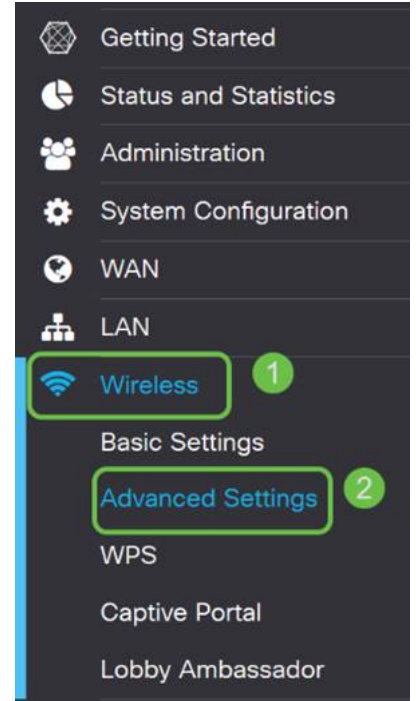 Getting Started
Status and Statistics
Administration
System Configuration
WAN
LAN
Wireless 1
Basic Settings
Advanced Settings 2
WPS
Captive Portal
Lobby Ambassador